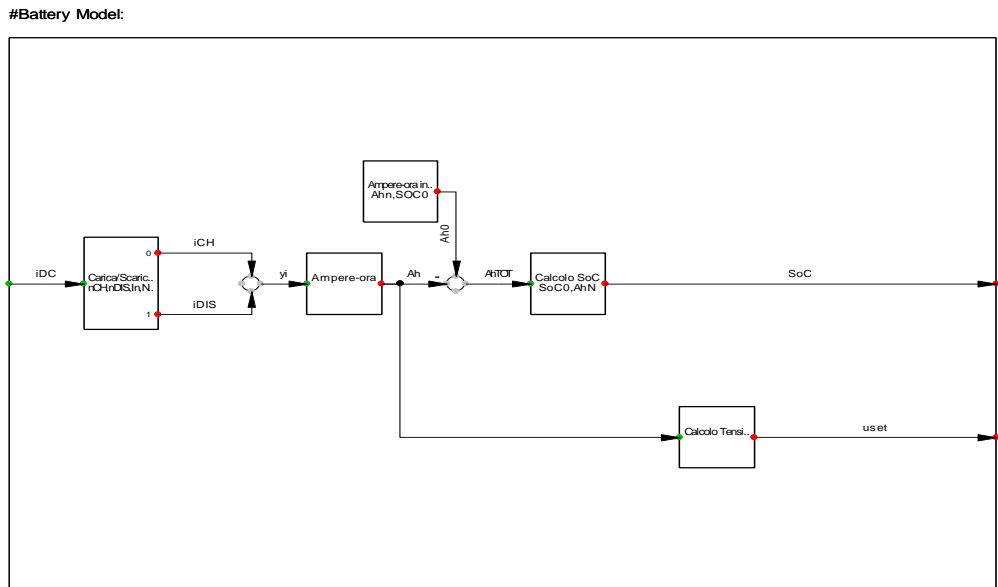 #Battery Model:
Ampere-ora in..
Ahn,SOC0
Ah0
iDC
Carica/Scaric..
nCH,nDIS,In,N..
0
1
iCH
iDIS
yi
Ampere-ora
Ah
-
AhTOT
Calcolo SoC
SoC0,AhN
SoC
Calcolo Tensi..
uset